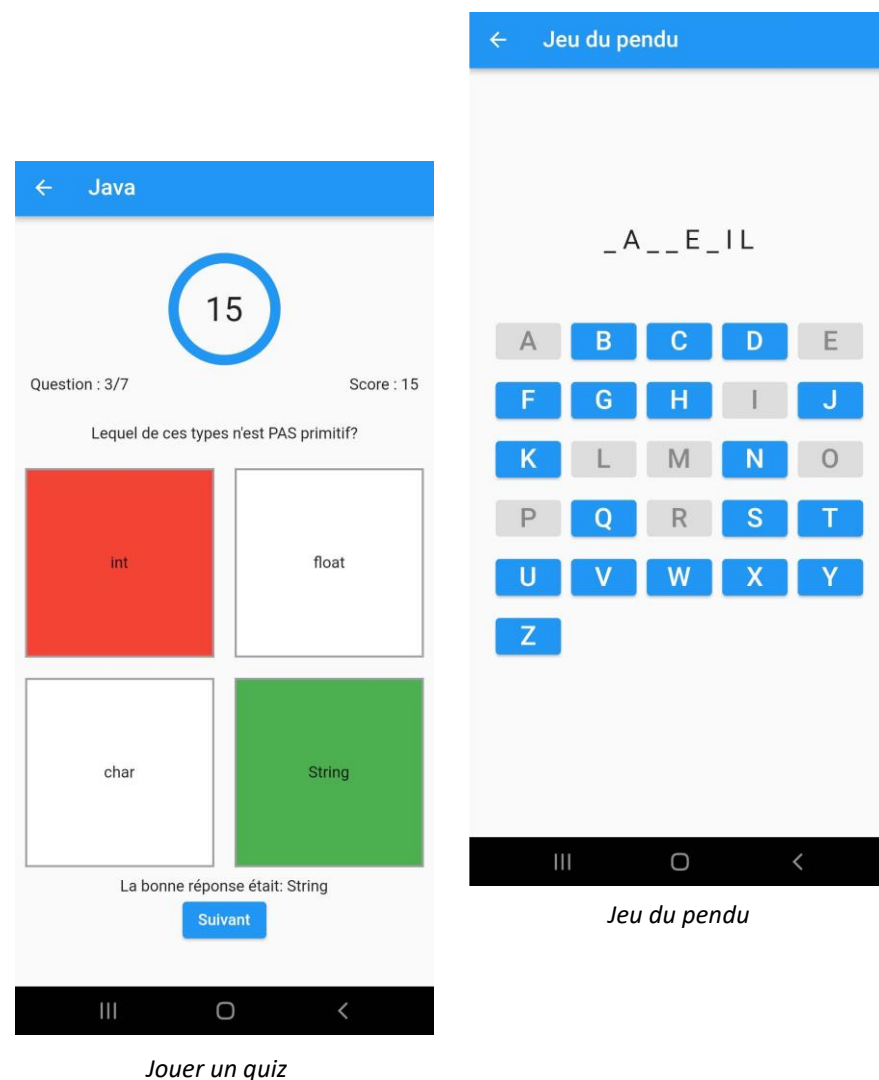 Java
15
Question : 3/7 Score : 15
Lequel de ces types n'est PAS primitif?
int float
char String
La bonne réponse était: String
Suivant
Jouer un quiz
Jeu du pendu
_ A _ _ E _ I L
A B C D E
F G H I J
K L M N O
P Q R S T
U V W X Y
Z
Jeu du pendu